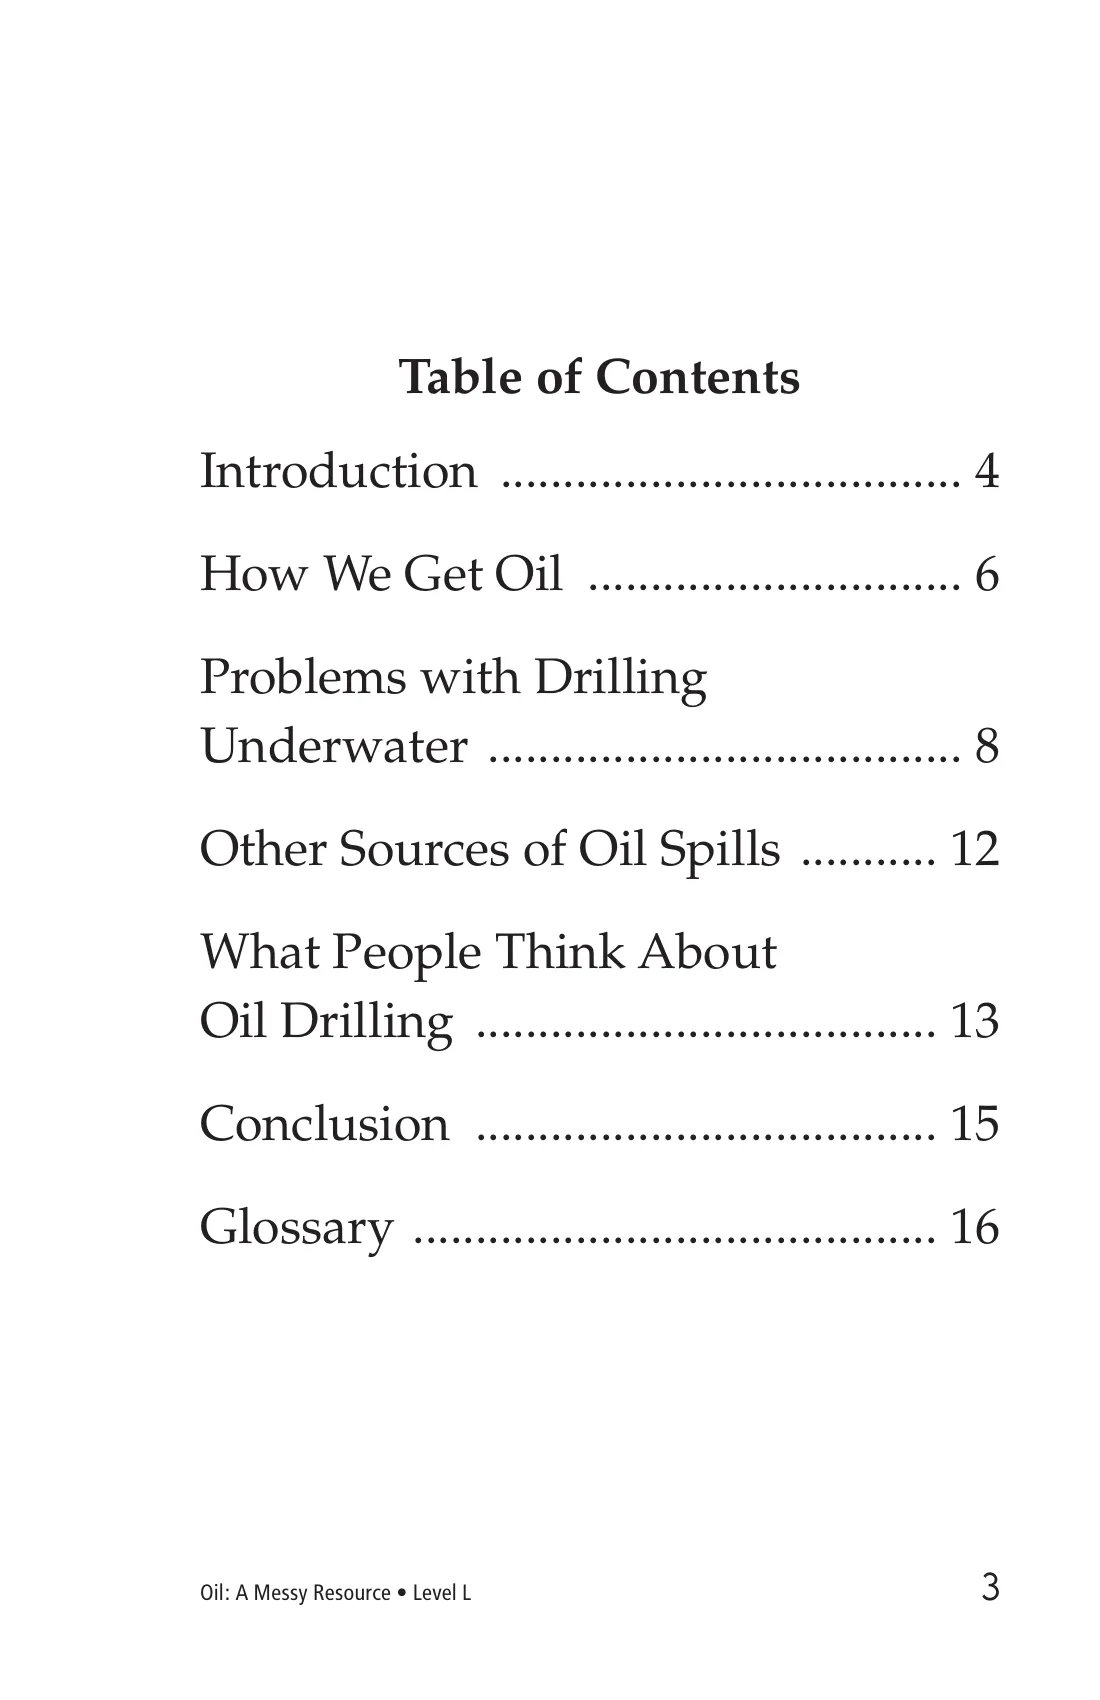 Table of Contents
Introduction ..................................... 4
How We Get Oil .............................. 6
Problems with Drilling
Underwater ...................................... 8
Other Sources of Oil Spills ........... 12
What People Think About
Oil Drilling ..................................... 13
Conclusion ..................................... 15
Glossary .......................................... 16
Oil: A Messy Resource • Level L 3